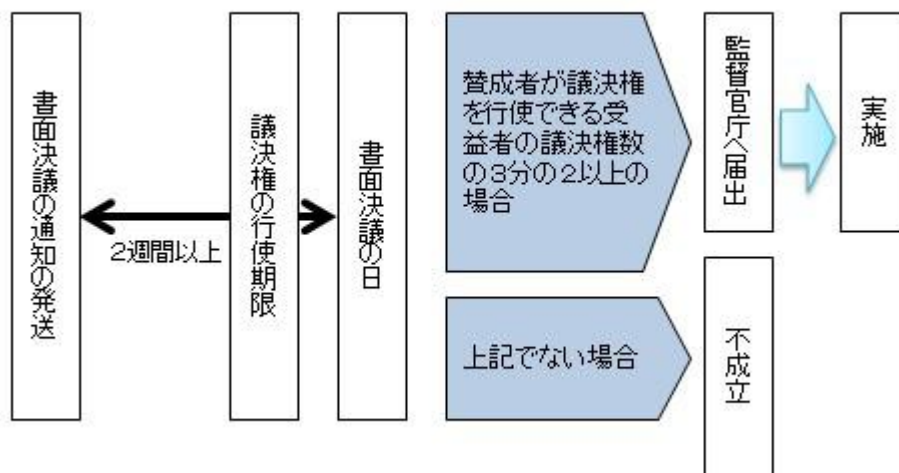 書面決議の通知の発送
2週間以上
議決権の行使期限
書面決議の日
賛成者が議決権
を行使できる受
益者の議決権数
の3分の2以上の
場合
監督官庁へ届出
実施
上記でない場合
不成立